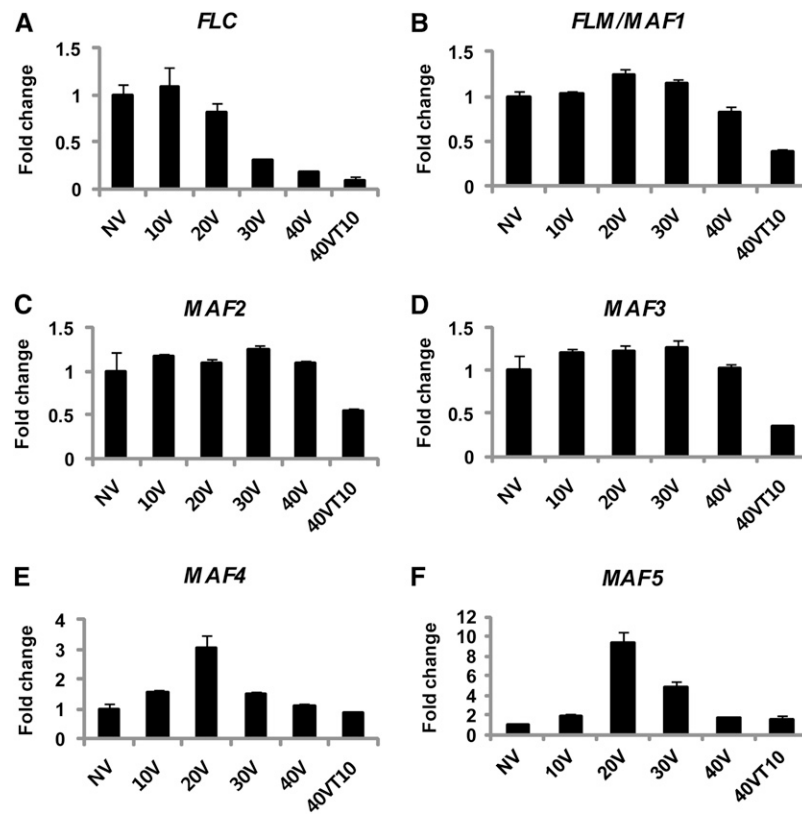 A
FLC
Fold change
1.5
1
0.5
0
NV
10V
20V
30V
40V
40VT10
B
FLM/MAF1
Fold change
1.5
1
0.5
0
NV
10V
20V
30V
40V
40VT10
C
MAF2
Fold change
1.5
1
0.5
0
NV
10V
20V
30V
40V
40VT10
D
MAF3
Fold change
1.5
1
0.5
0
NV
10V
20V
30V
40V
40VT10
E
MAF4
Fold change
4
3
2
1
0
NV
10V
20V
30V
40V
40VT10
F
MAF5
Fold change
12
10
8
6
4
2
0
NV
10V
20V
30V
40V
40VT10